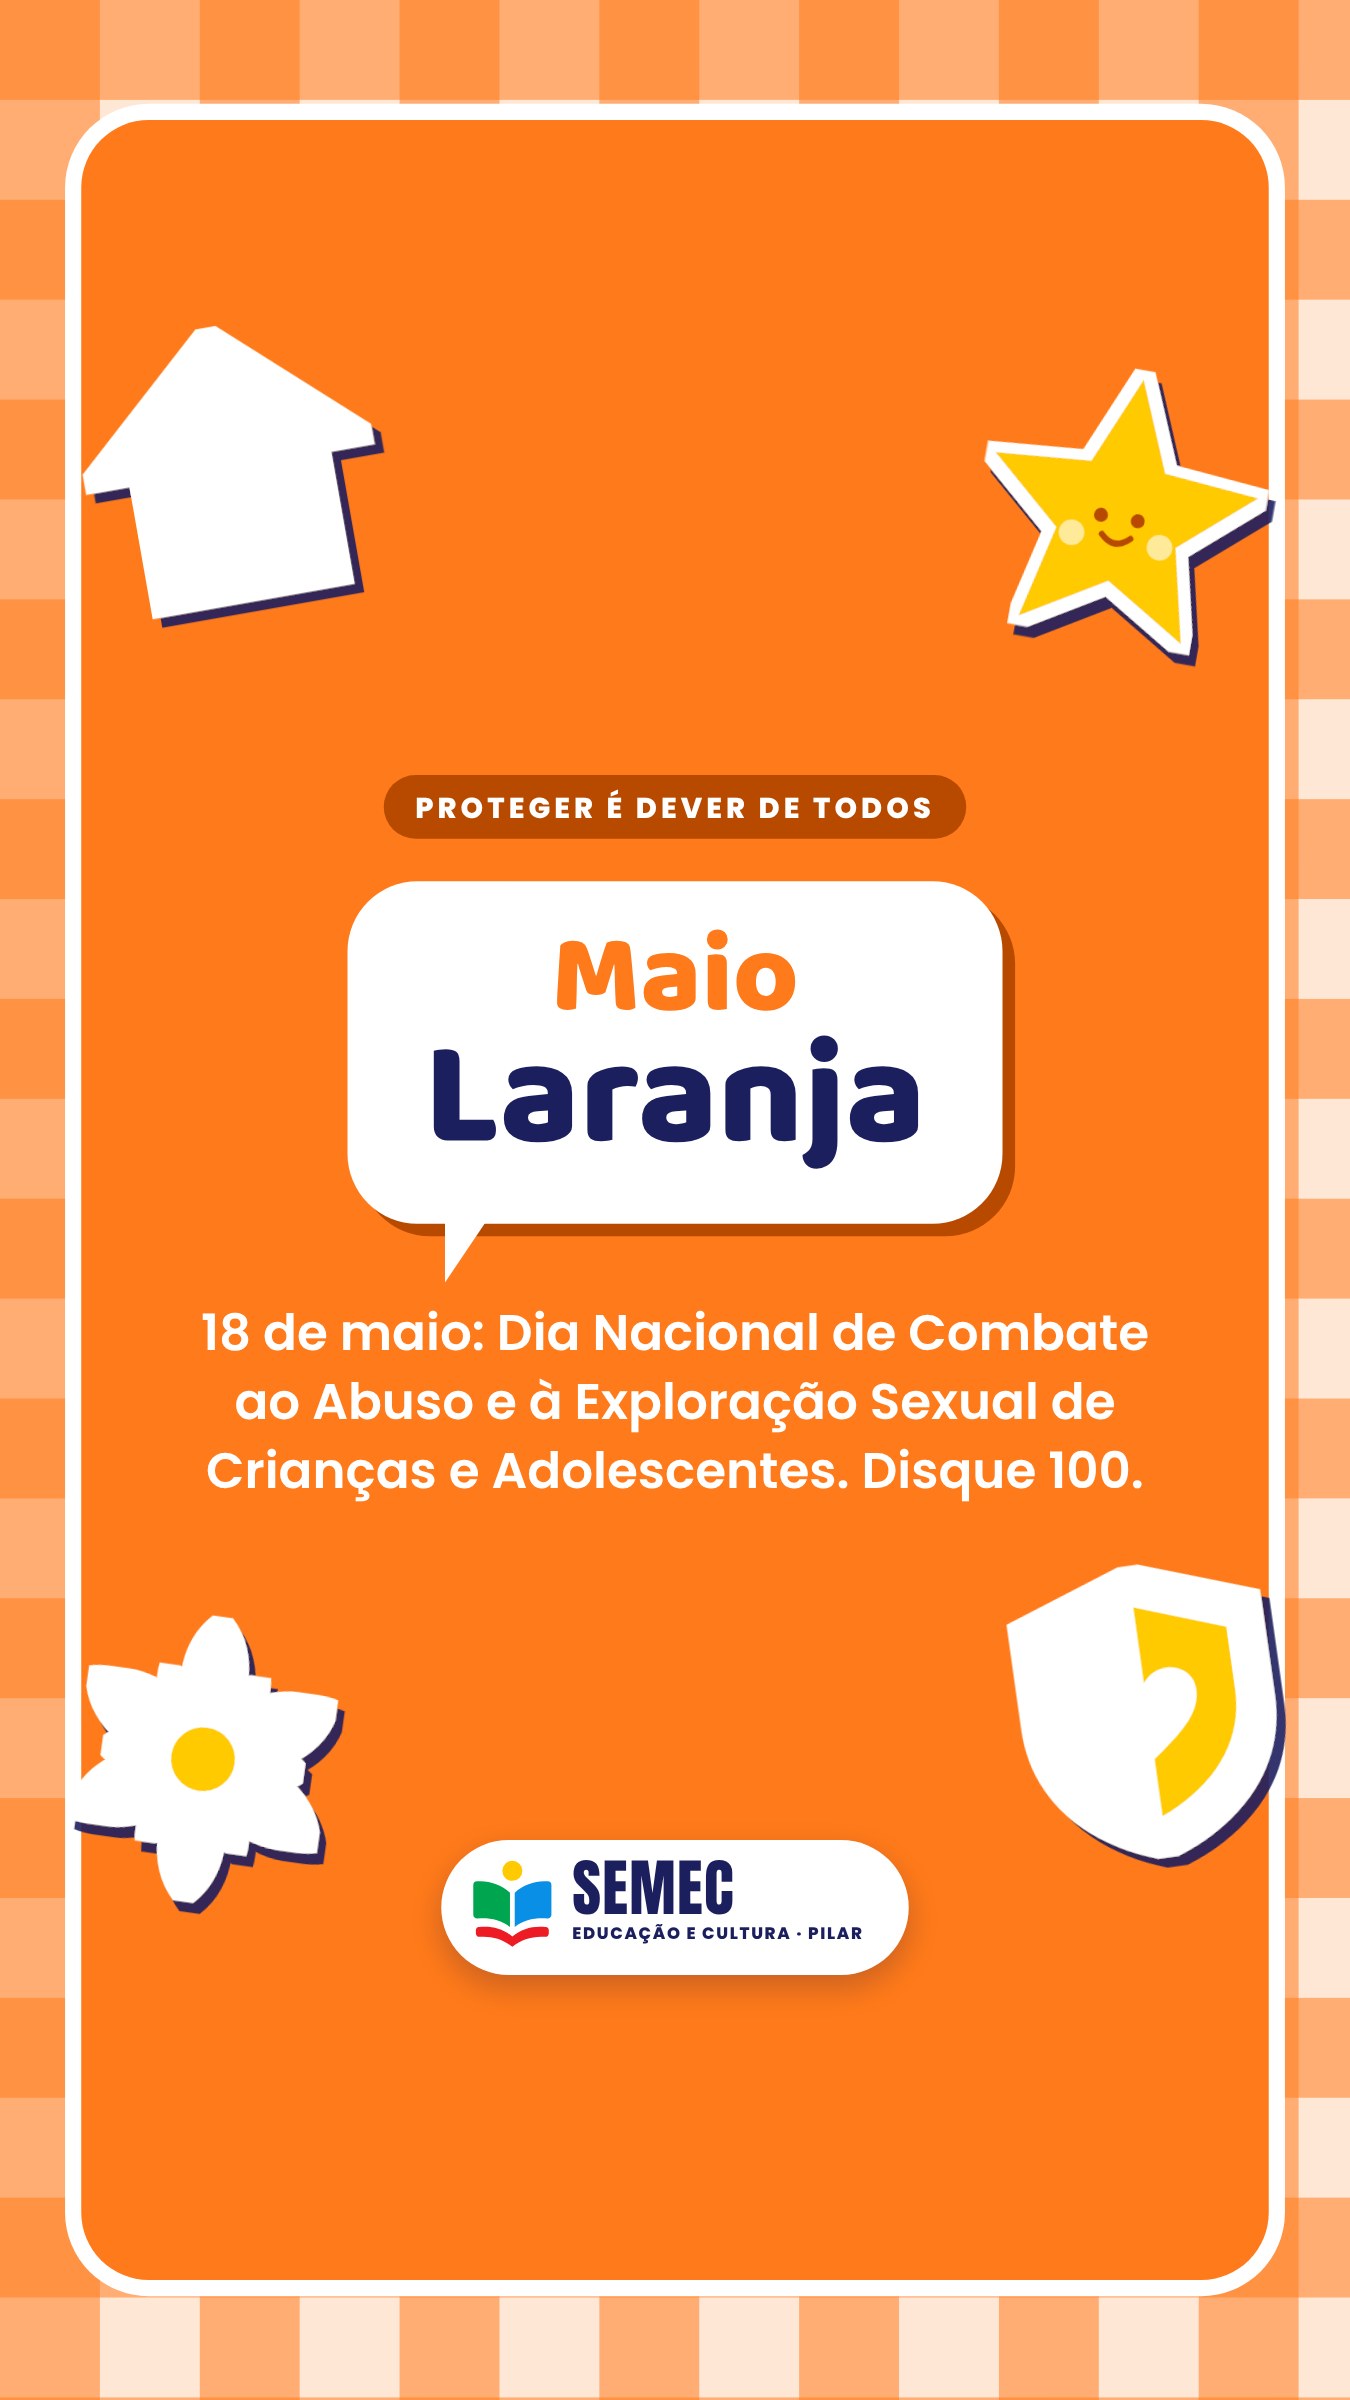 PROTEGER É DEVER DE TODOS
Maio
Laranja
18 de maio: Dia Nacional de Combate
ao Abuso e à Exploração Sexual de
Crianças e Adolescentes. Disque 100.
SEMEC
EDUCAÇÃO E CULTURA · PILAR